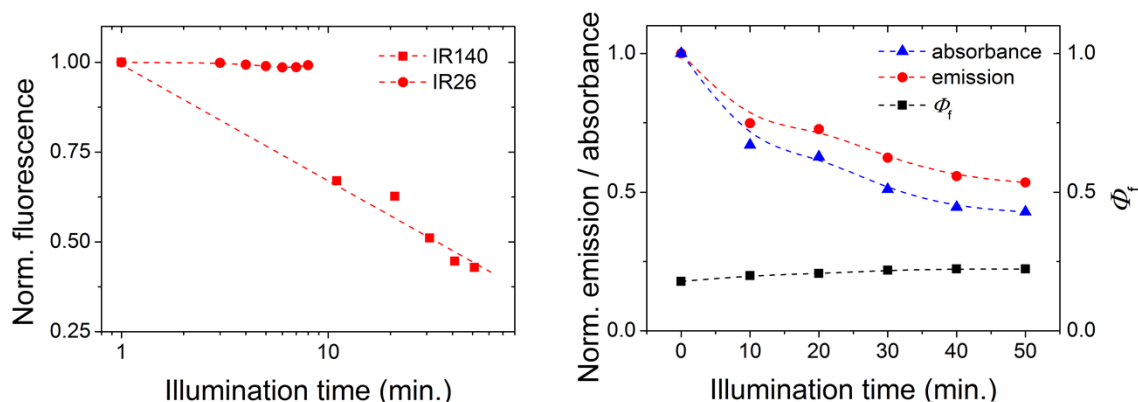 Norm. fluorescence
1.00
0.75
0.50
0.25
1
10
Illumination time (min.)
IR140
IR26
Norm. emission / absorbance
1.0
0.5
0.0
0
10
20
30
40
50
Illumination time (min.)
absorbance
emission
Φf
1.0
0.5
0.0
Φf